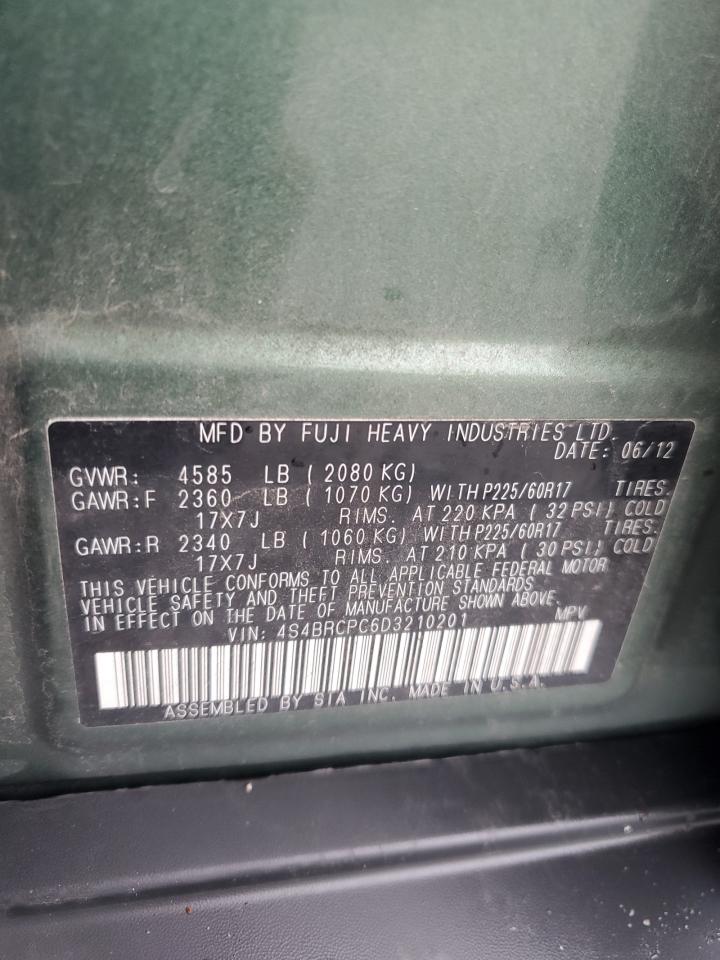 MFD BY FUJI HEAVY INDUSTRIES LTD.
DATE: 06/12
GVWR: 4585 LB ( 2080 KG)
GAWR:F 2360 LB ( 1070 KG) WITH P225/60R17 TIRES.
17X7J RIMS. AT 220 KPA ( 32 PSI) COLD
GAWR:R 2340 LB ( 1060 KG) WITH P225/60R17 TIRES.
17X7J RIMS. AT 210 KPA ( 30 PSI) COLD
THIS VEHICLE CONFORMS TO ALL APPLICABLE FEDERAL MOTOR
VEHICLE SAFETY AND THEFT PREVENTION STANDARDS
IN EFFECT ON THE DATE OF MANUFACTURE SHOWN ABOVE.
VIN: 4S4BRCPC6D3210201 MPV
ASSEMBLED BY SIA INC. MADE IN U.S.A.